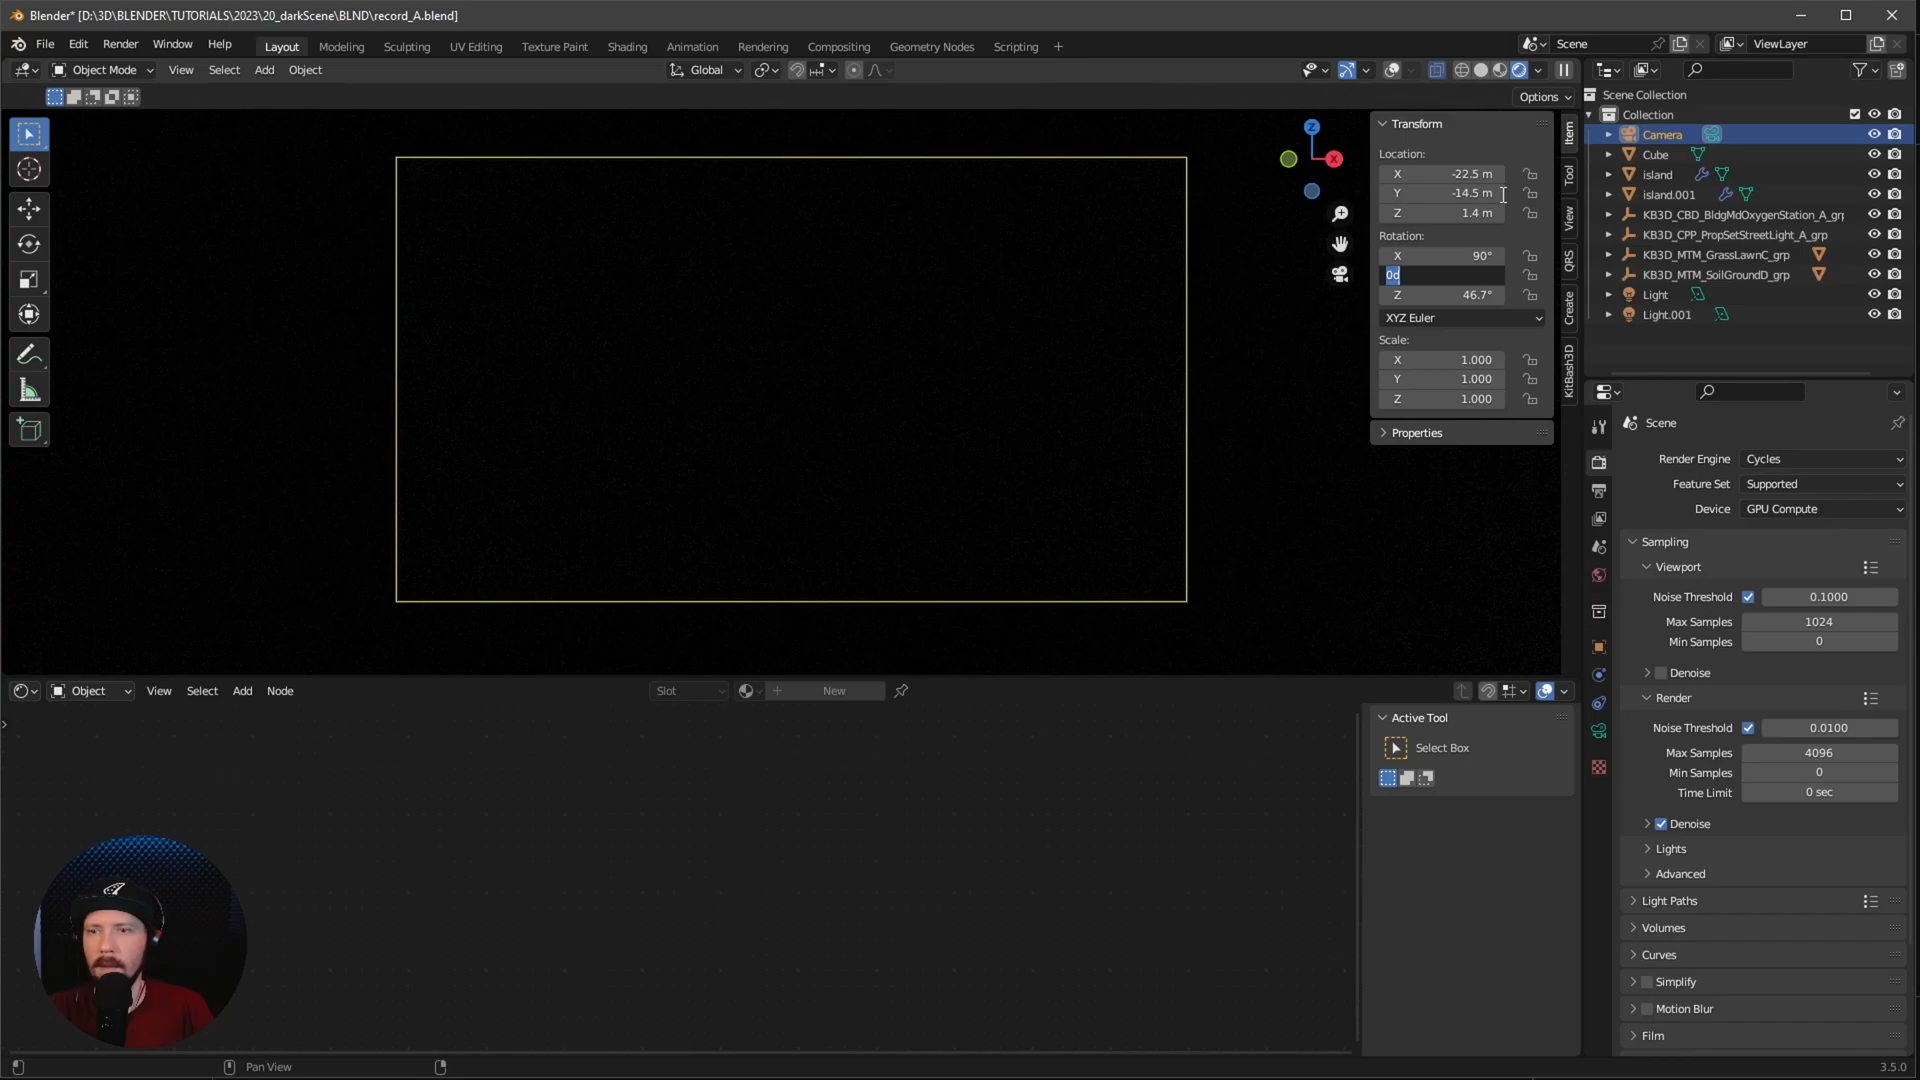 Blender* [D:\3D\BLENDER\TUTORIALS\2023\20_darkScene\BLND\record_A.blend]
File Edit Render Window Help
Layout Modeling Sculpting UV Editing Texture Paint Shading Animation Rendering Compositing Geometry Nodes Scripting +
Scene
ViewLayer
Object Mode View Select Add Object
Global
Options
Transform
Location:
X -22.5 m
Y -14.5 m
Z 1.4 m
Rotation:
X 90°
0d
Z 46.7°
XYZ Euler
Scale:
X 1.000
Y 1.000
Z 1.000
Properties
Item
Tool
View
QRS
Create
KitBash3D
Z
X
Scene Collection
Collection
Camera
Cube
island
island.001
KB3D_CBD_BldgMdOxygenStation_A_grp
KB3D_CPP_PropSetStreetLight_A_grp
KB3D_MTM_GrassLawnC_grp
KB3D_MTM_SoilGroundD_grp
Light
Light.001
Scene
Render Engine Cycles
Feature Set Supported
Device GPU Compute
Sampling
Viewport
Noise Threshold 0.1000
Max Samples 1024
Min Samples 0
Denoise
Render
Noise Threshold 0.0100
Max Samples 4096
Min Samples 0
Time Limit 0 sec
Denoise
Lights
Advanced
Light Paths
Volumes
Curves
Simplify
Motion Blur
Film
Object View Select Add Node
Slot
New
Active Tool
Select Box
Pan View
3.5.0